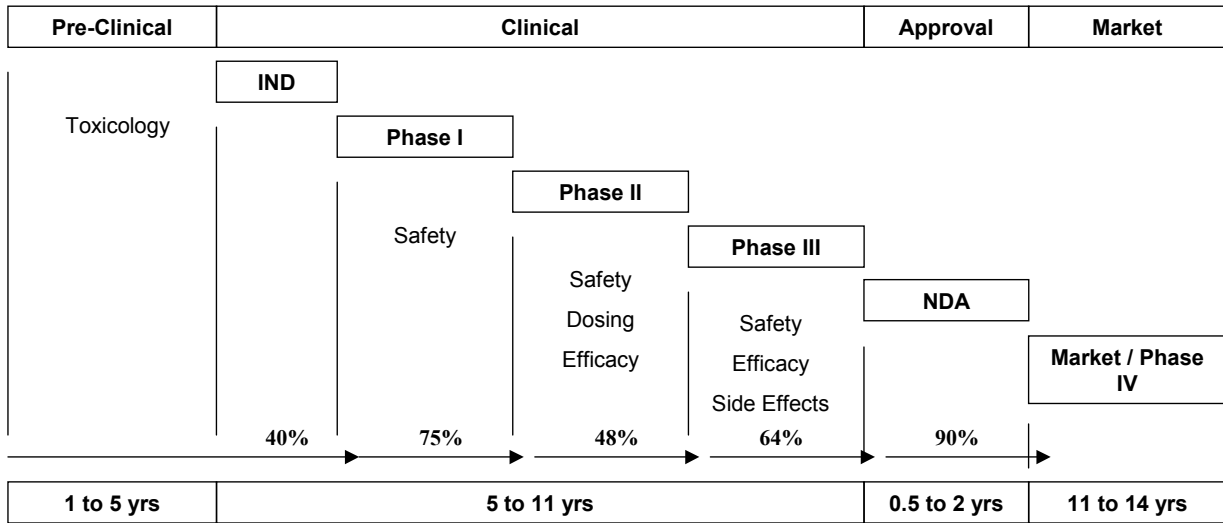 Pre-Clinical
Clinical
Approval
Market
IND
Toxicology
Phase I
Phase II
Safety
Phase III
Safety
Dosing
Efficacy
NDA
Safety
Efficacy
Side Effects
Market / Phase
IV
40%
75%
48%
64%
90%
1 to 5 yrs
5 to 11 yrs
0.5 to 2 yrs
11 to 14 yrs